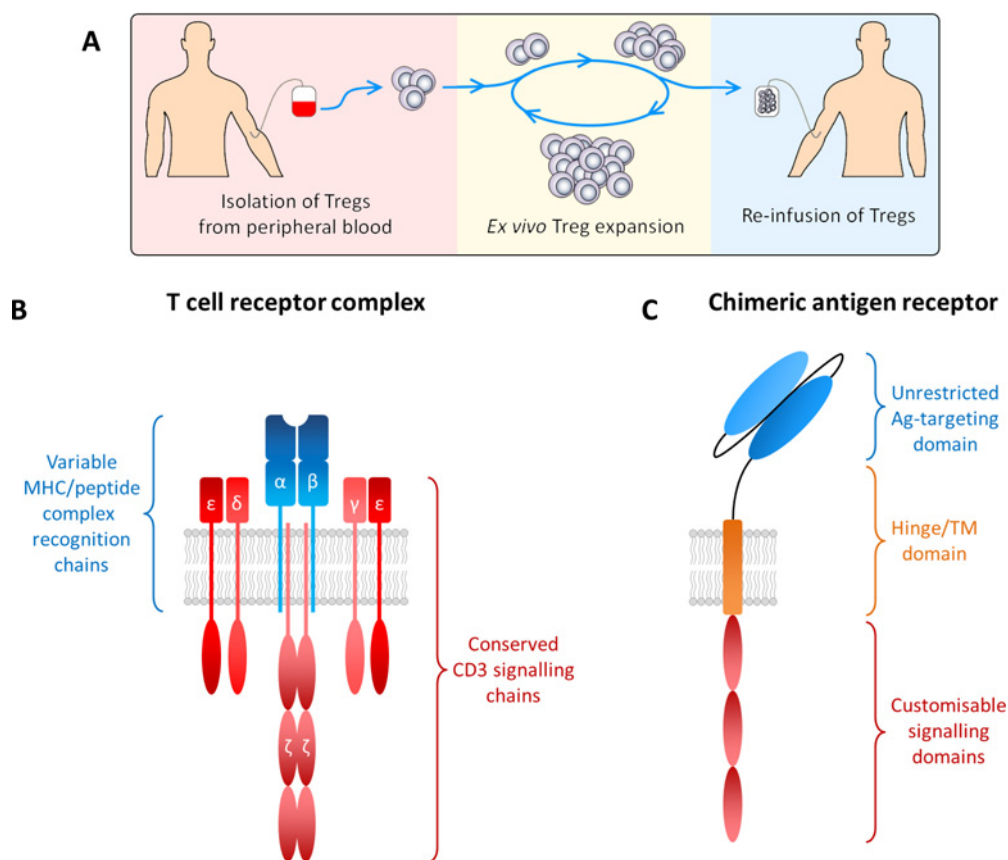 A
Isolation of Tregs
from peripheral blood
Ex vivo Treg expansion
Re-infusion of Tregs
B
T cell receptor complex
Variable
MHC/peptide
complex
recognition
chains
ε δ α β γ ε
ζ ζ
Conserved
CD3 signalling
chains
C
Chimeric antigen receptor
Unrestricted
Ag-targeting
domain
Hinge/TM
domain
Customisable
signalling
domains